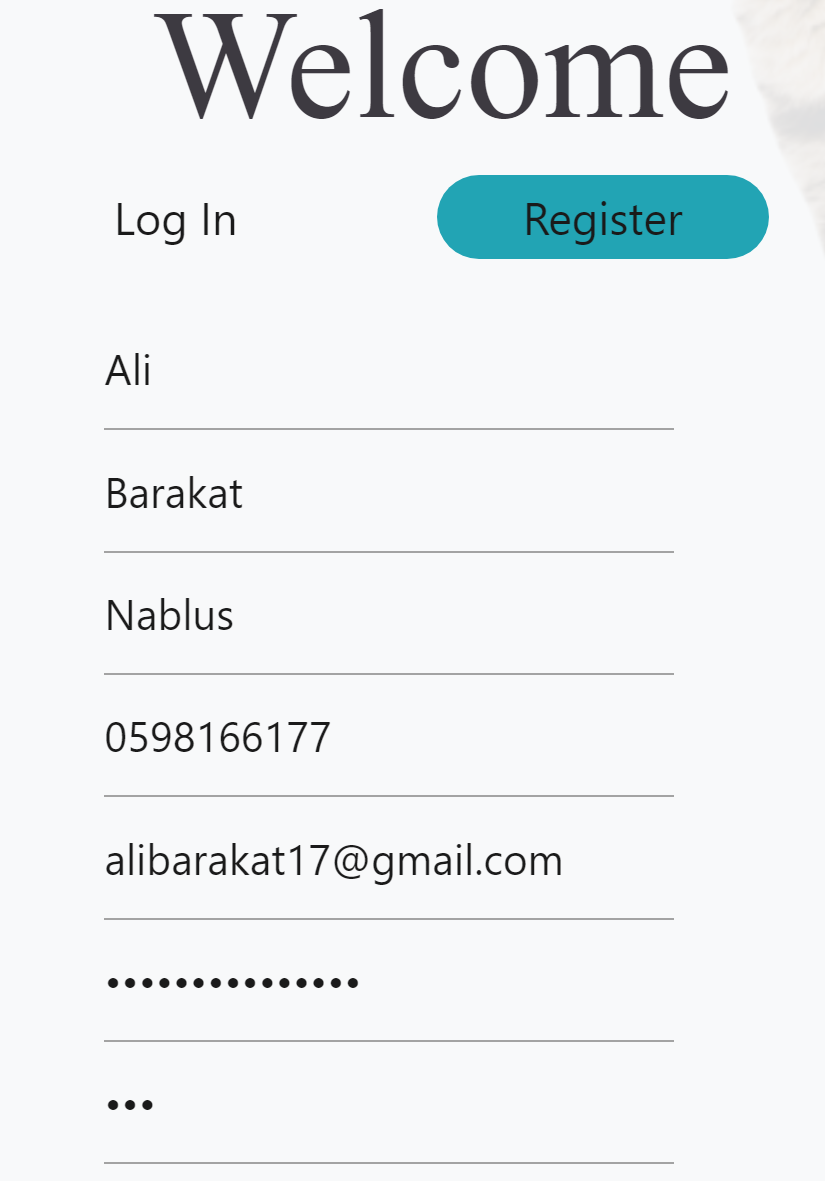 Welcome
Log In Register
Ali
Barakat
Nablus
0598166177
alibarakat17@gmail.com
•••••••••••••••
•••